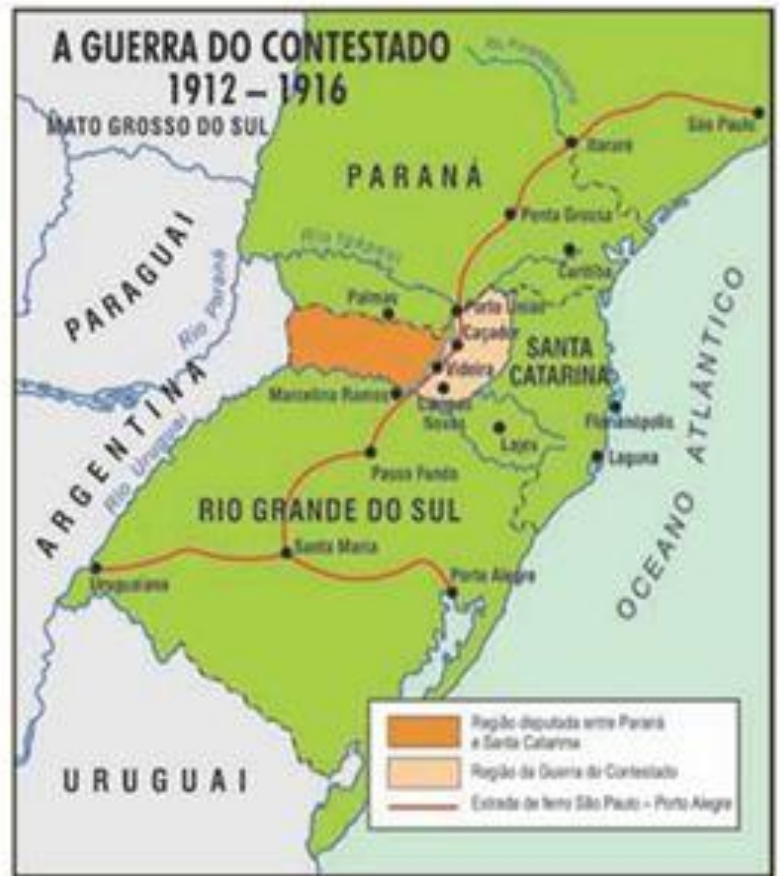 A GUERRA DO CONTESTADO
1912 – 1916
MATO GROSSO DO SUL
São Paulo
Itararé
PARANÁ
Ponta Grossa
PARAGUAI
Rio Paraná
Curitiba
Palmas
Porto União
Caçador
SANTA
CATARINA
Videira
Marcelino Ramos
Campos
Novos
Florianópolis
Lajes
Laguna
ARGENTINA
Rio Uruguai
Passo Fundo
RIO GRANDE DO SUL
OCEANO ATLÂNTICO
Santa Maria
Uruguaiana
Porto Alegre
URUGUAI
Região disputada entre Paraná
e Santa Catarina
Região da Guerra do Contestado
Estrada de ferro São Paulo – Porto Alegre